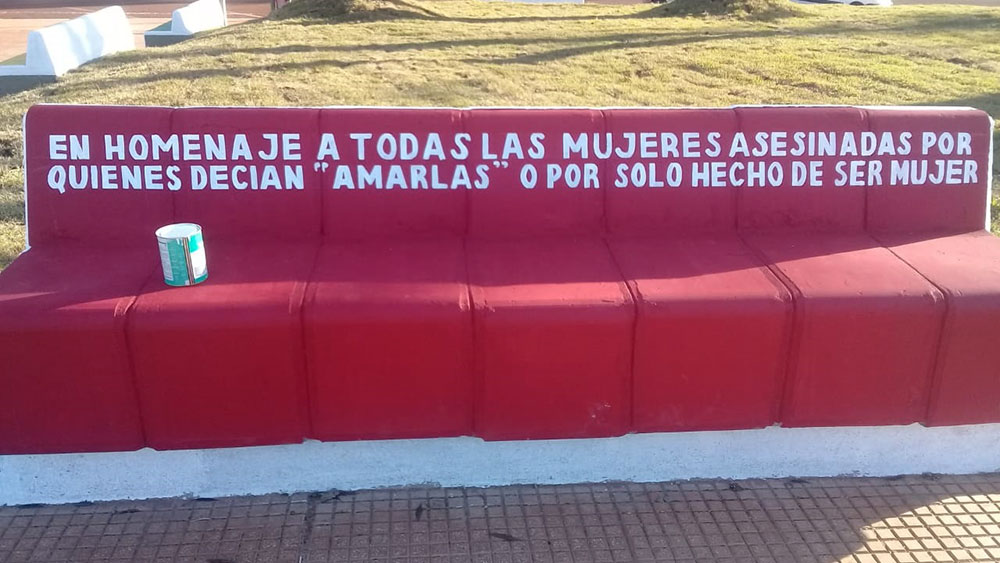 EN HOMENAJE A TODAS LAS MUJERES ASESINADAS POR
QUIENES DECIAN "AMARLAS" O POR SOLO HECHO DE SER MUJER